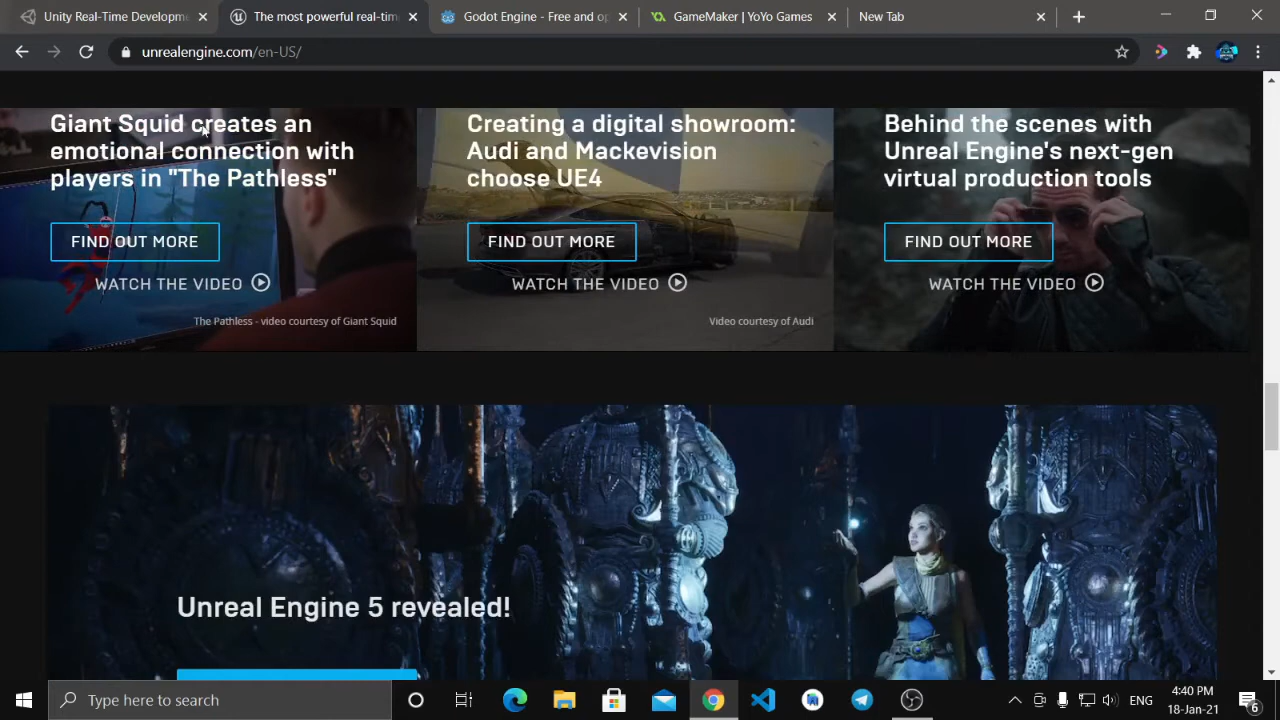 Unity Real-Time Developm
The most powerful real-time
Godot Engine - Free and op
GameMaker | YoYo Games
New Tab
unrealengine.com/en-US/
Giant Squid creates an
emotional connection with
players in "The Pathless"
FIND OUT MORE
WATCH THE VIDEO
The Pathless - video courtesy of Giant Squid
Creating a digital showroom:
Audi and Mackevision
choose UE4
FIND OUT MORE
WATCH THE VIDEO
Video courtesy of Audi
Behind the scenes with
Unreal Engine's next-gen
virtual production tools
FIND OUT MORE
WATCH THE VIDEO
Unreal Engine 5 revealed!
Type here to search
ENG
4:40 PM
18-Jan-21
6